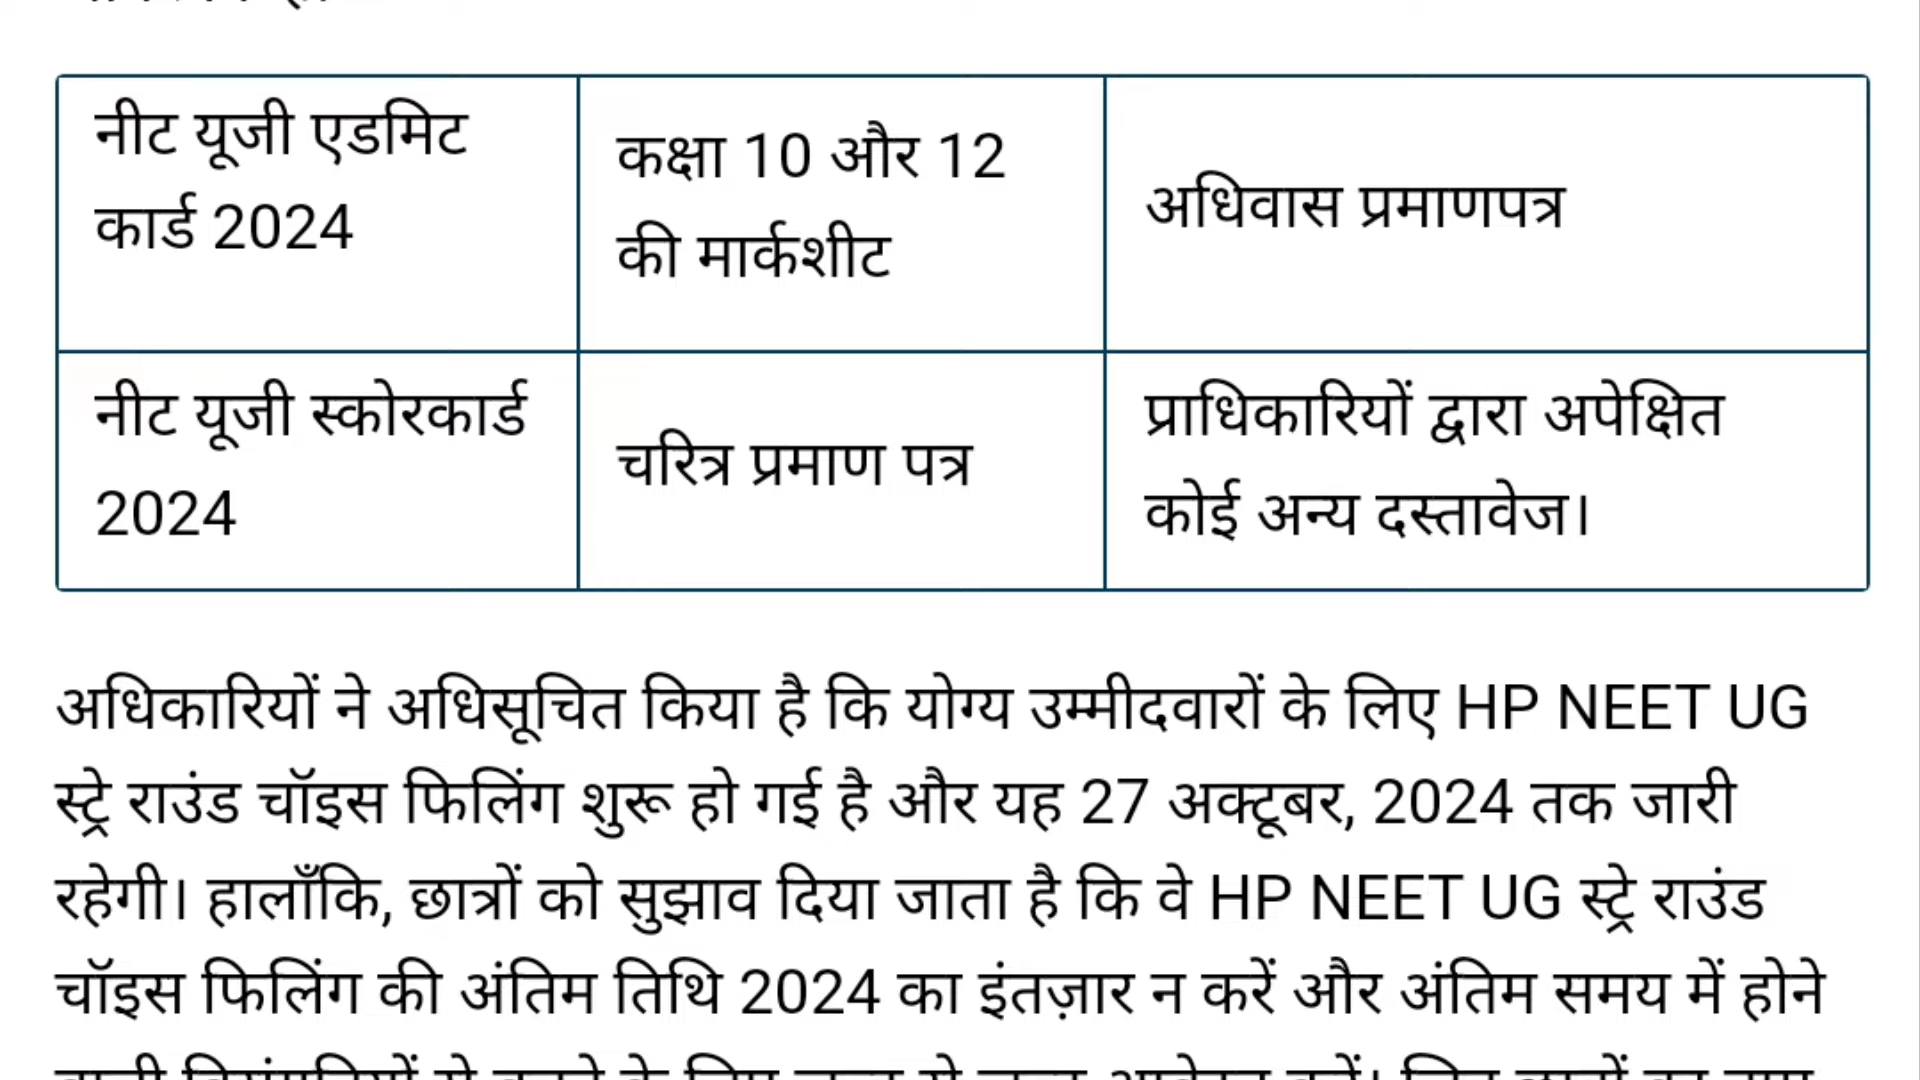 नीट यूजी एडमिट
कार्ड 2024
कक्षा 10 और 12
की मार्कशीट
अधिवास प्रमाणपत्र
नीट यूजी स्कोरकार्ड
2024
चरित्र प्रमाण पत्र
प्राधिकारियों द्वारा अपेक्षित
कोई अन्य दस्तावेज।
अधिकारियों ने अधिसूचित किया है कि योग्य उम्मीदवारों के लिए HP NEET UG
स्ट्रे राउंड चॉइस फिलिंग शुरू हो गई है और यह 27 अक्टूबर, 2024 तक जारी
रहेगी। हालाँकि, छात्रों को सुझाव दिया जाता है कि वे HP NEET UG स्ट्रे राउंड
चॉइस फिलिंग की अंतिम तिथि 2024 का इंतज़ार न करें और अंतिम समय में होने